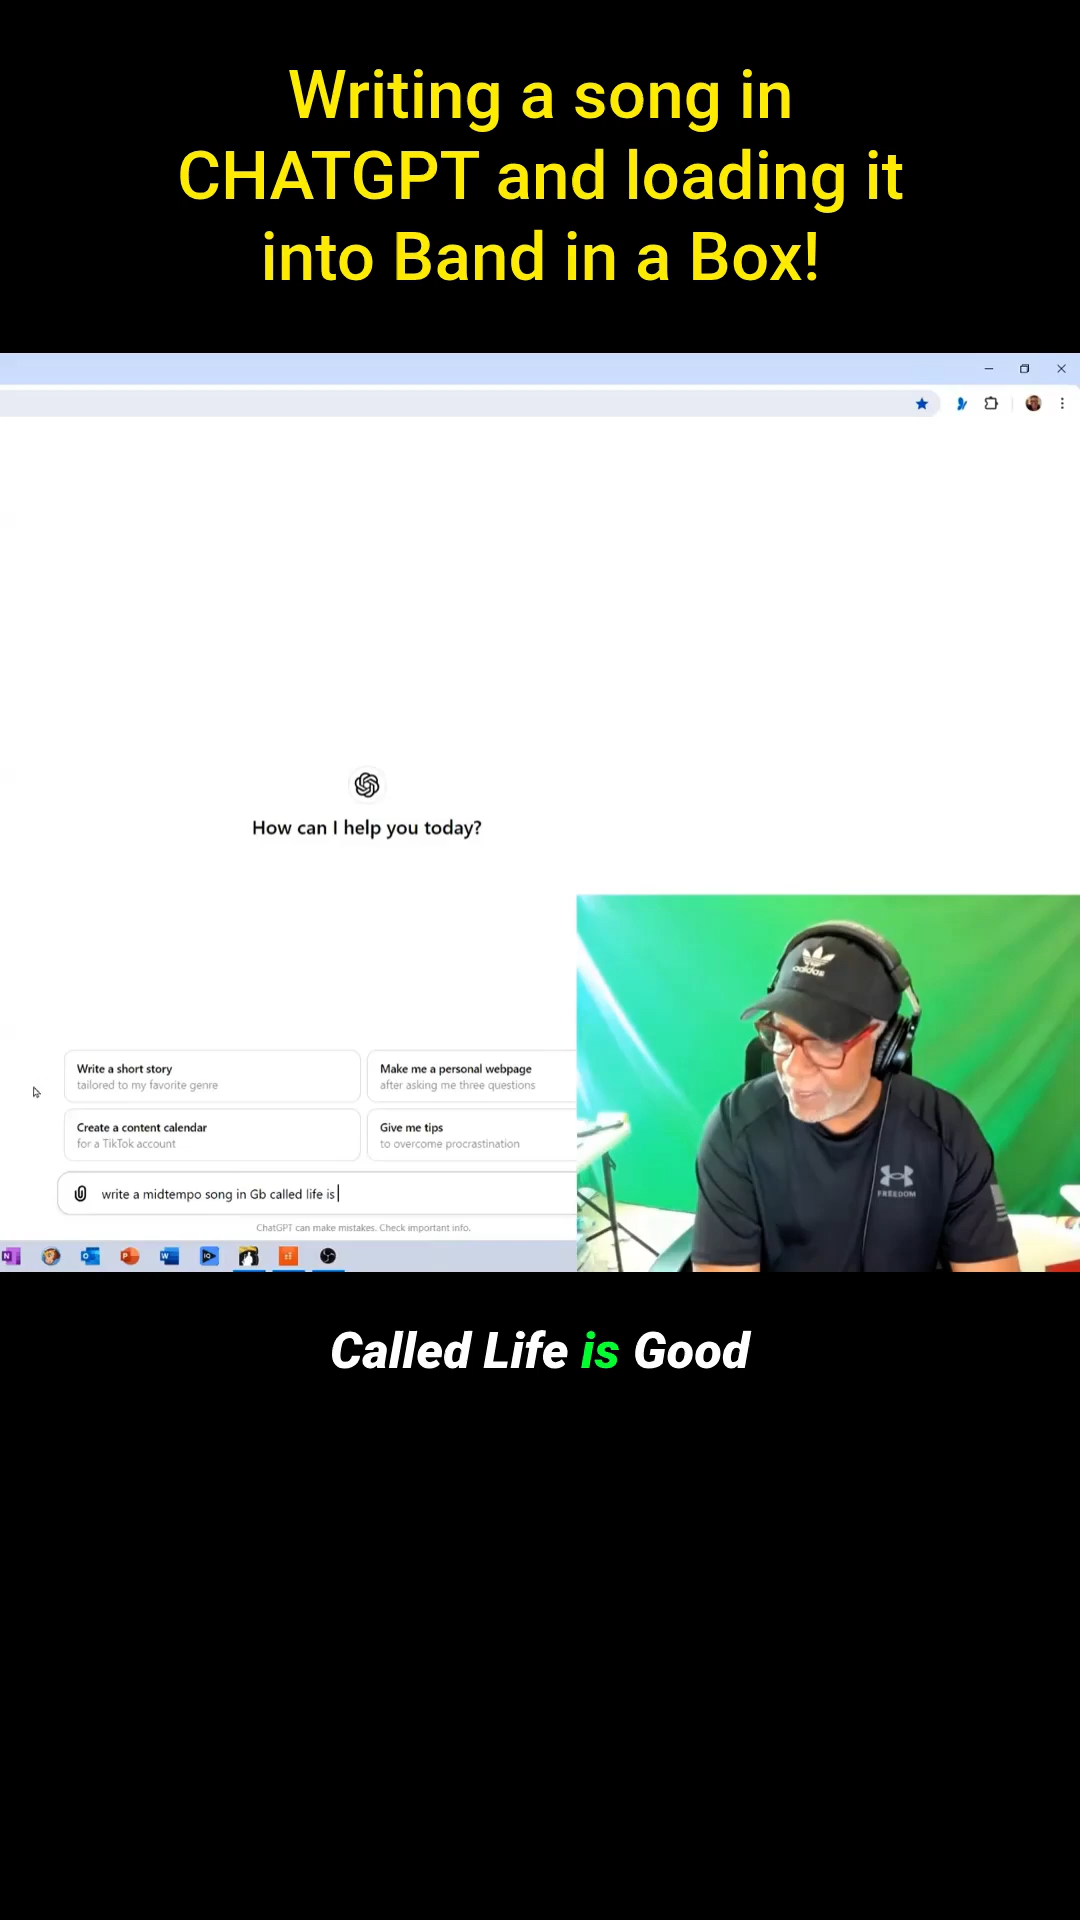 Writing a song in
CHATGPT and loading it
into Band in a Box!
How can I help you today?
Write a short story
tailored to my favorite genre
Make me a personal webpage
after asking me three questions
Create a content calendar
for a TikTok account
Give me tips
to overcome procrastination
write a midtempo song in Gb called life is
ChatGPT can make mistakes. Check important info.
adidas
FREEDOM
Called Life is Good